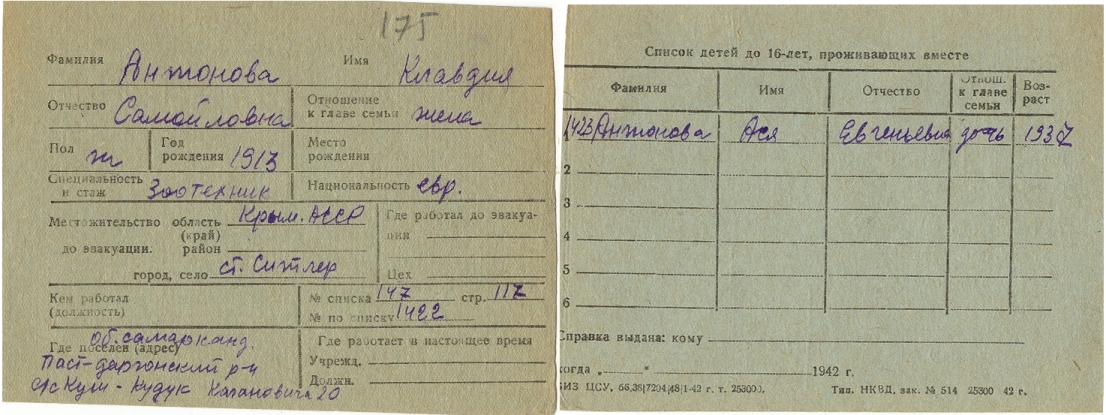 175
Фамилия Антонова Имя Клавдия
Отчество Самойловна Отношение к главе семьи жена
Пол ж Год рождения 1913 Место рождения
Специальность и стаж Зоотехник Национальность евр.
Местожительство до эвакуации. область (край) Крым. АССР Где работал до эвакуации
район
город, село ст. Ситлер Цех
Кем работал (должность) № списка 147 стр. 117
№ по списку 1422
Где поселен (адрес) об. самарканд. Где работает в настоящее время
Паст-даргонский р-н Учрежд.
с/с Куш-Кудук Кагановича 20 Должн.
Список детей до 16-лет, проживающих вместе
Фамилия Имя Отчество Отнош. к главе семьи Возраст
1423 Антонова Ася Евгеньевна дочь 1937
2
3
4
5
6
Справка выдана: кому
когда „ “ 1942 г.
БИЗ ЦСУ. 66,38|7204|48|1-42 г. т. 25300. Тип. НКВД, зак. № 514 25300 42 г.